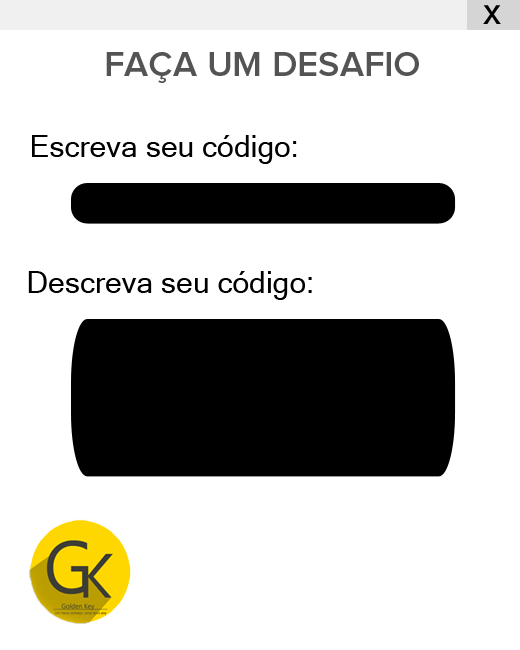 X
FAÇA UM DESAFIO
Escreva seu código:
Descreva seu código:
GK
Golden Key